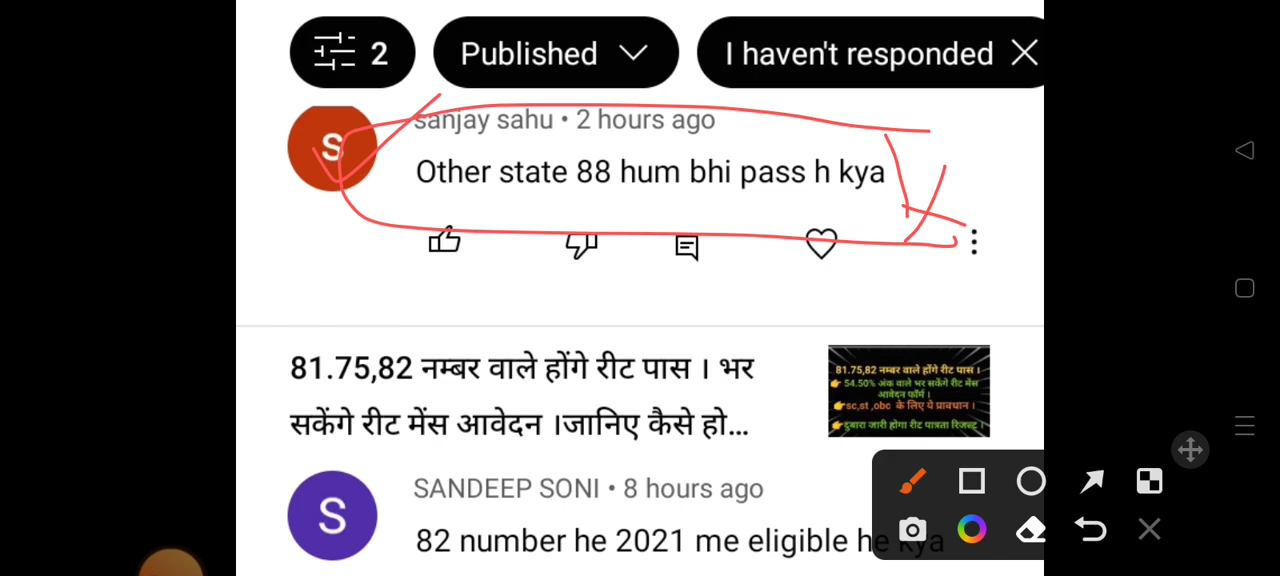 2
Published
I haven't responded
S
sanjay sahu • 2 hours ago
Other state 88 hum bhi pass h kya
81.75,82 नम्बर वाले होंगे रीट पास । भर
सकेंगे रीट मेंस आवेदन ।जानिए कैसे हो...
81.75,82 नम्बर वाले होंगे रीट पास ।
54.50% अंक वाले भर सकेंगे रीट मेंस
आवेदन फॉर्म ।
sc,st ,obc के लिए ये प्रावधान ।
दुबारा जारी होगा रीट पात्रता रिजल्ट ।
S
SANDEEP SONI • 8 hours ago
82 number he 2021 me eligible he kya